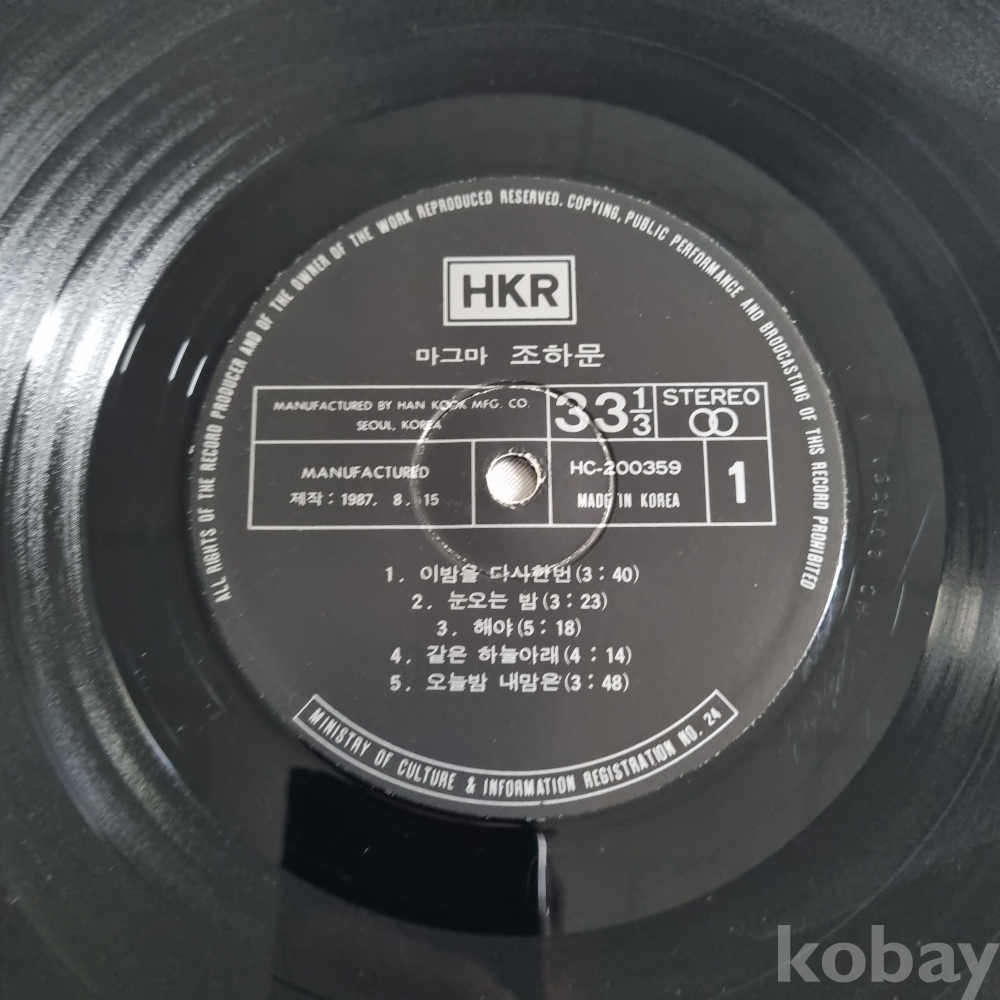 ALL RIGHTS OF THE RECORD PRODUCER AND OF THE OWNER OF THE WORK REPRODUCED RESERVED. COPYING, PUBLIC PERFORMANCE AND BRODCASTING OF THIS RECORD PROHIBITED
HKR
마그마 조하문
MANUFACTURED BY HAN KOOK MFG. CO.
SEOUL, KOREA
33 1/3
STEREO
MANUFACTURED
제작: 1987. 8. 15
HC-200359
MADE IN KOREA
1
1. 이밤을 다시한번(3:40)
2. 눈오는 밤(3:23)
3. 해야(5:18)
4. 같은 하늘아래(4:14)
5. 오늘밤 내맘은(3:48)
MINISTRY OF CULTURE & INFORMATION REGISTRATION NO. 24
kobay